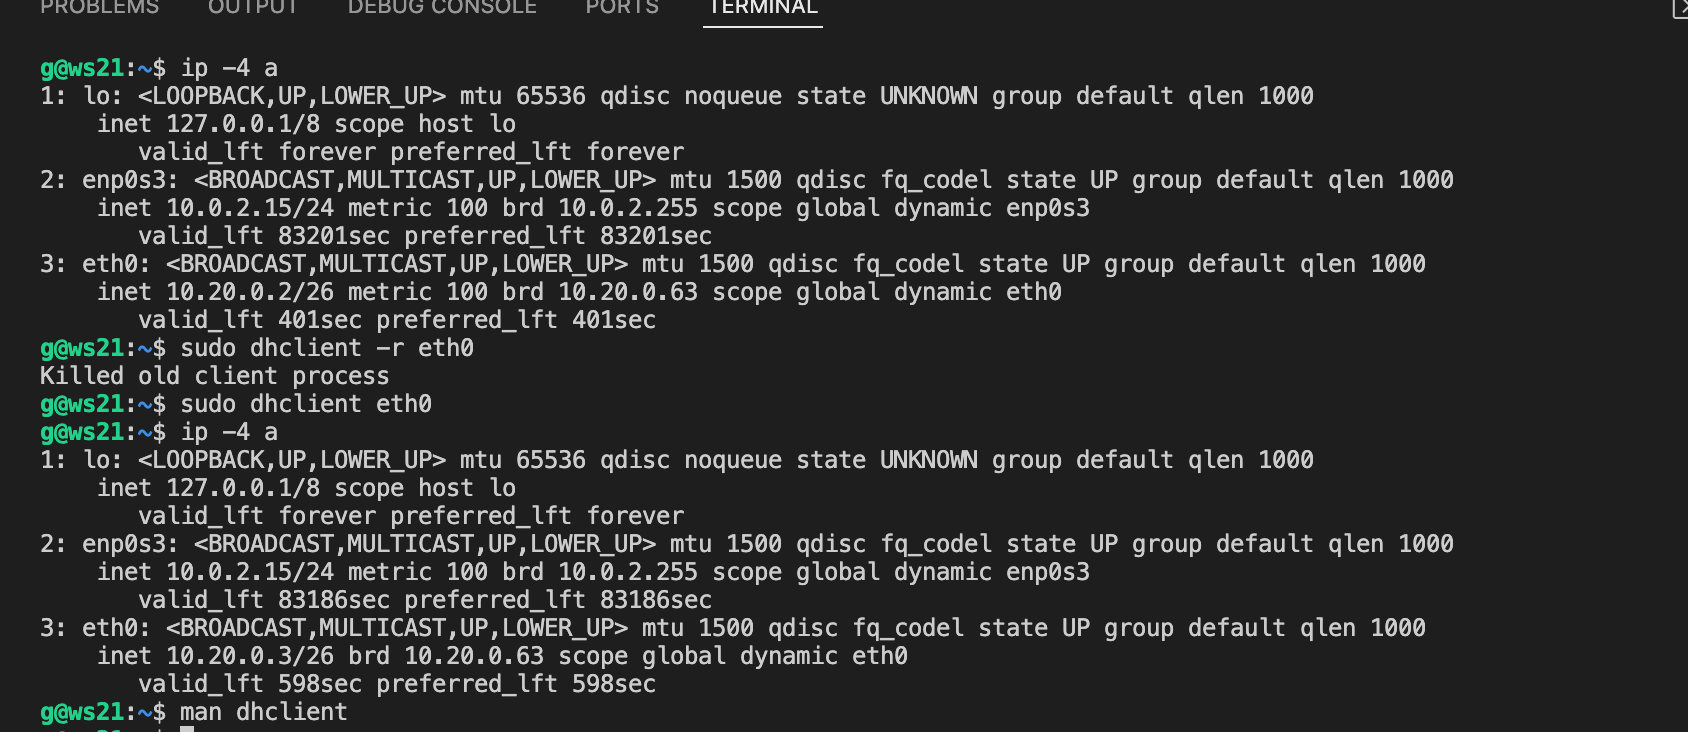 PROBLEMS OUTPUT DEBUG CONSOLE PORTS TERMINAL
g@ws21:~$ ip -4 a
1: lo: <LOOPBACK,UP,LOWER_UP> mtu 65536 qdisc noqueue state UNKNOWN group default qlen 1000
    inet 127.0.0.1/8 scope host lo
       valid_lft forever preferred_lft forever
2: enp0s3: <BROADCAST,MULTICAST,UP,LOWER_UP> mtu 1500 qdisc fq_codel state UP group default qlen 1000
    inet 10.0.2.15/24 metric 100 brd 10.0.2.255 scope global dynamic enp0s3
       valid_lft 83201sec preferred_lft 83201sec
3: eth0: <BROADCAST,MULTICAST,UP,LOWER_UP> mtu 1500 qdisc fq_codel state UP group default qlen 1000
    inet 10.20.0.2/26 metric 100 brd 10.20.0.63 scope global dynamic eth0
       valid_lft 401sec preferred_lft 401sec
g@ws21:~$ sudo dhclient -r eth0
Killed old client process
g@ws21:~$ sudo dhclient eth0
g@ws21:~$ ip -4 a
1: lo: <LOOPBACK,UP,LOWER_UP> mtu 65536 qdisc noqueue state UNKNOWN group default qlen 1000
    inet 127.0.0.1/8 scope host lo
       valid_lft forever preferred_lft forever
2: enp0s3: <BROADCAST,MULTICAST,UP,LOWER_UP> mtu 1500 qdisc fq_codel state UP group default qlen 1000
    inet 10.0.2.15/24 metric 100 brd 10.0.2.255 scope global dynamic enp0s3
       valid_lft 83186sec preferred_lft 83186sec
3: eth0: <BROADCAST,MULTICAST,UP,LOWER_UP> mtu 1500 qdisc fq_codel state UP group default qlen 1000
    inet 10.20.0.3/26 brd 10.20.0.63 scope global dynamic eth0
       valid_lft 598sec preferred_lft 598sec
g@ws21:~$ man dhclient